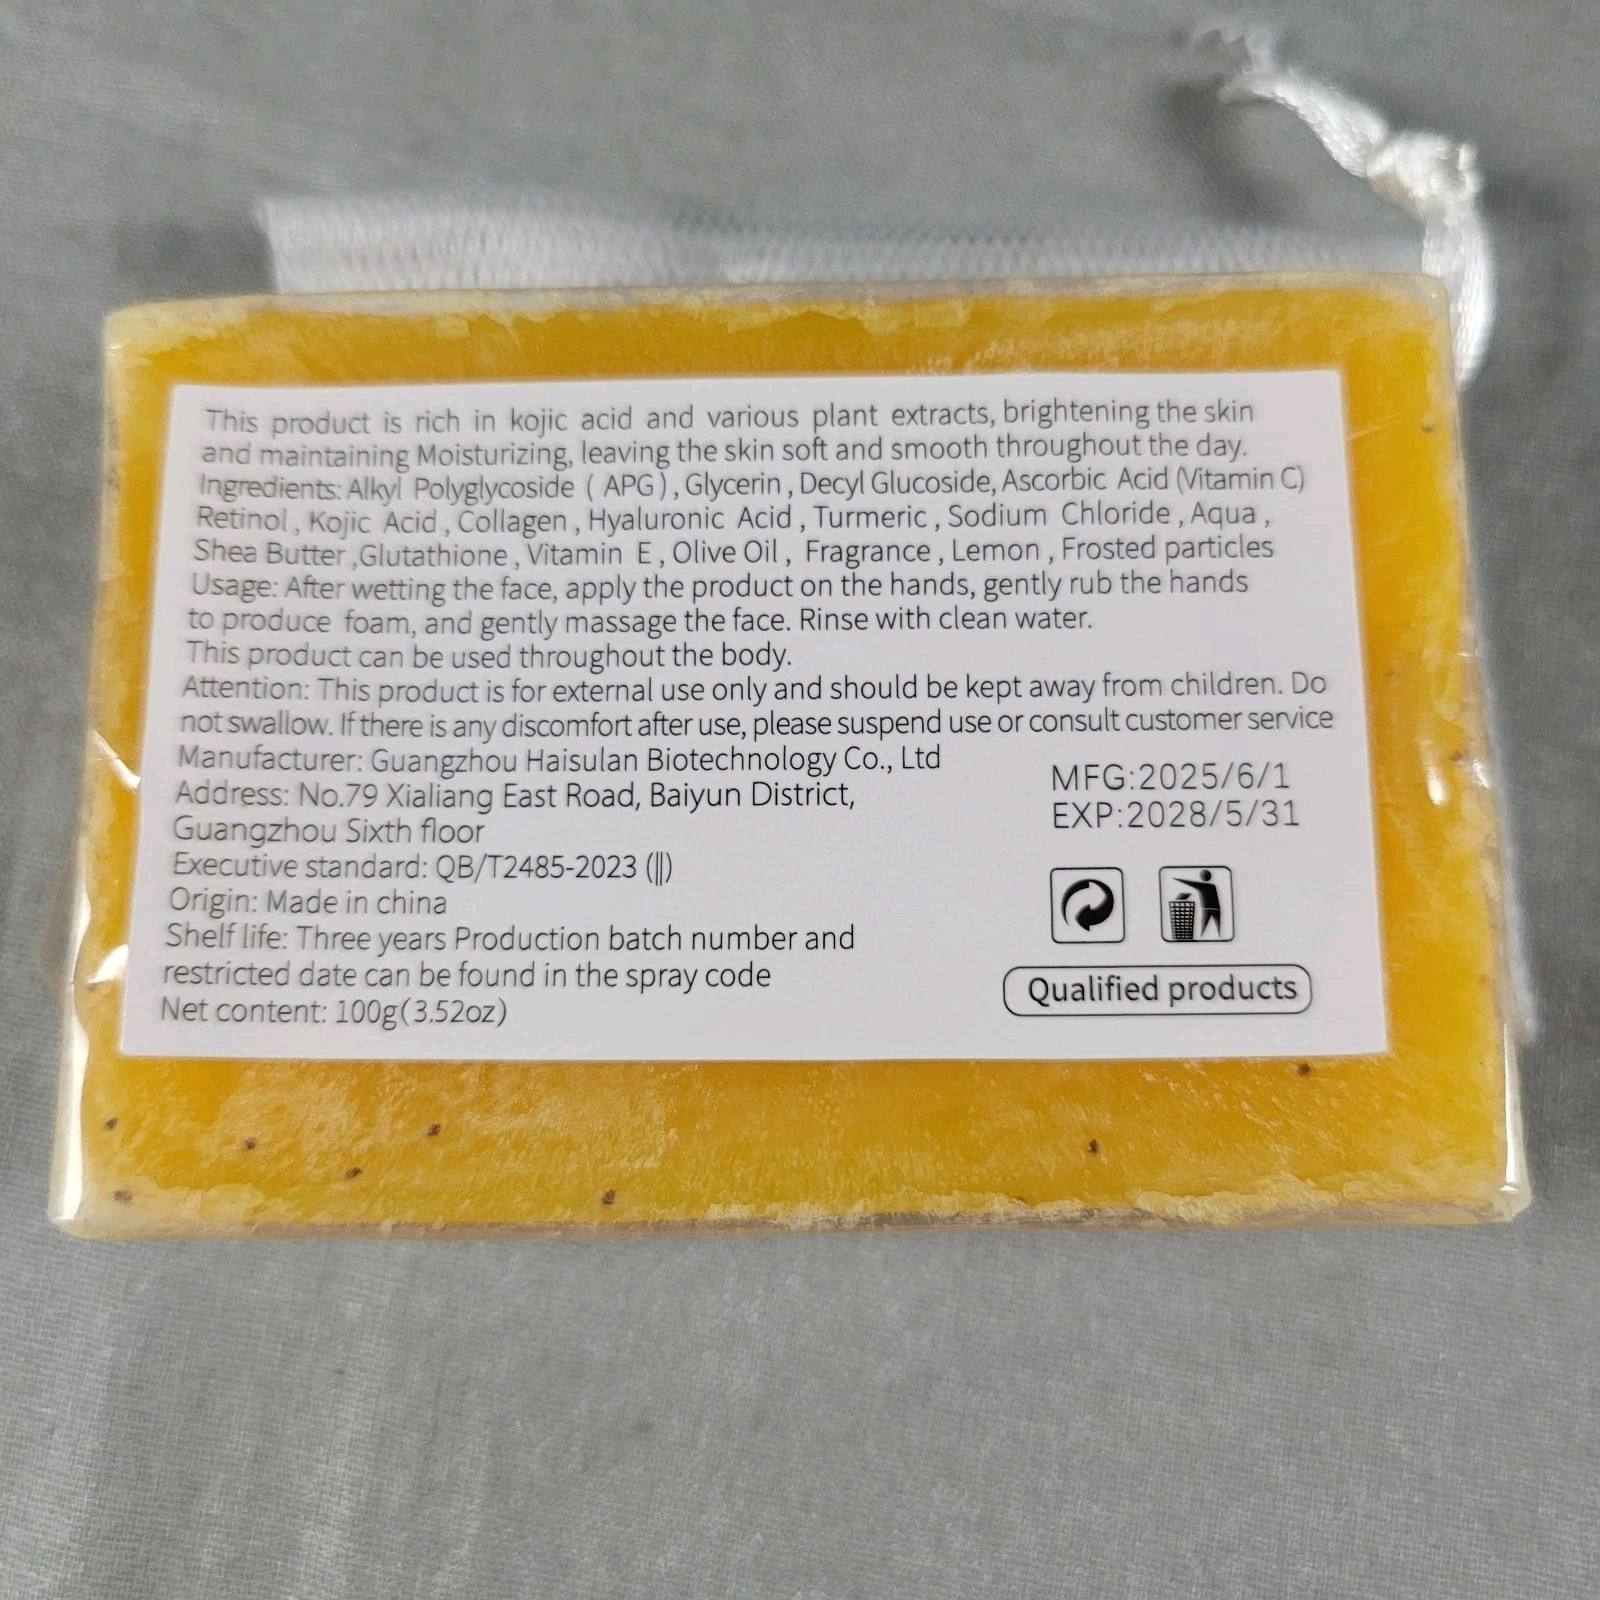 This product is rich in kojic acid and various plant extracts, brightening the skin
and maintaining Moisturizing, leaving the skin soft and smooth throughout the day.
Ingredients: Alkyl Polyglycoside ( APG ) , Glycerin , Decyl Glucoside, Ascorbic Acid (Vitamin C)
Retinol , Kojic Acid , Collagen , Hyaluronic Acid , Turmeric , Sodium Chloride , Aqua ,
Shea Butter ,Glutathione , Vitamin E , Olive Oil , Fragrance , Lemon , Frosted particles
Usage: After wetting the face, apply the product on the hands, gently rub the hands
to produce foam, and gently massage the face. Rinse with clean water.
This product can be used throughout the body.
Attention: This product is for external use only and should be kept away from children. Do
not swallow. If there is any discomfort after use, please suspend use or consult customer service
Manufacturer: Guangzhou Haisulan Biotechnology Co., Ltd
Address: No.79 Xialiang East Road, Baiyun District,
Guangzhou Sixth floor
Executive standard: QB/T2485-2023 (||)
Origin: Made in china
Shelf life: Three years Production batch number and
restricted date can be found in the spray code
Net content: 100g(3.52oz)
MFG:2025/6/1
EXP:2028/5/31
Qualified products